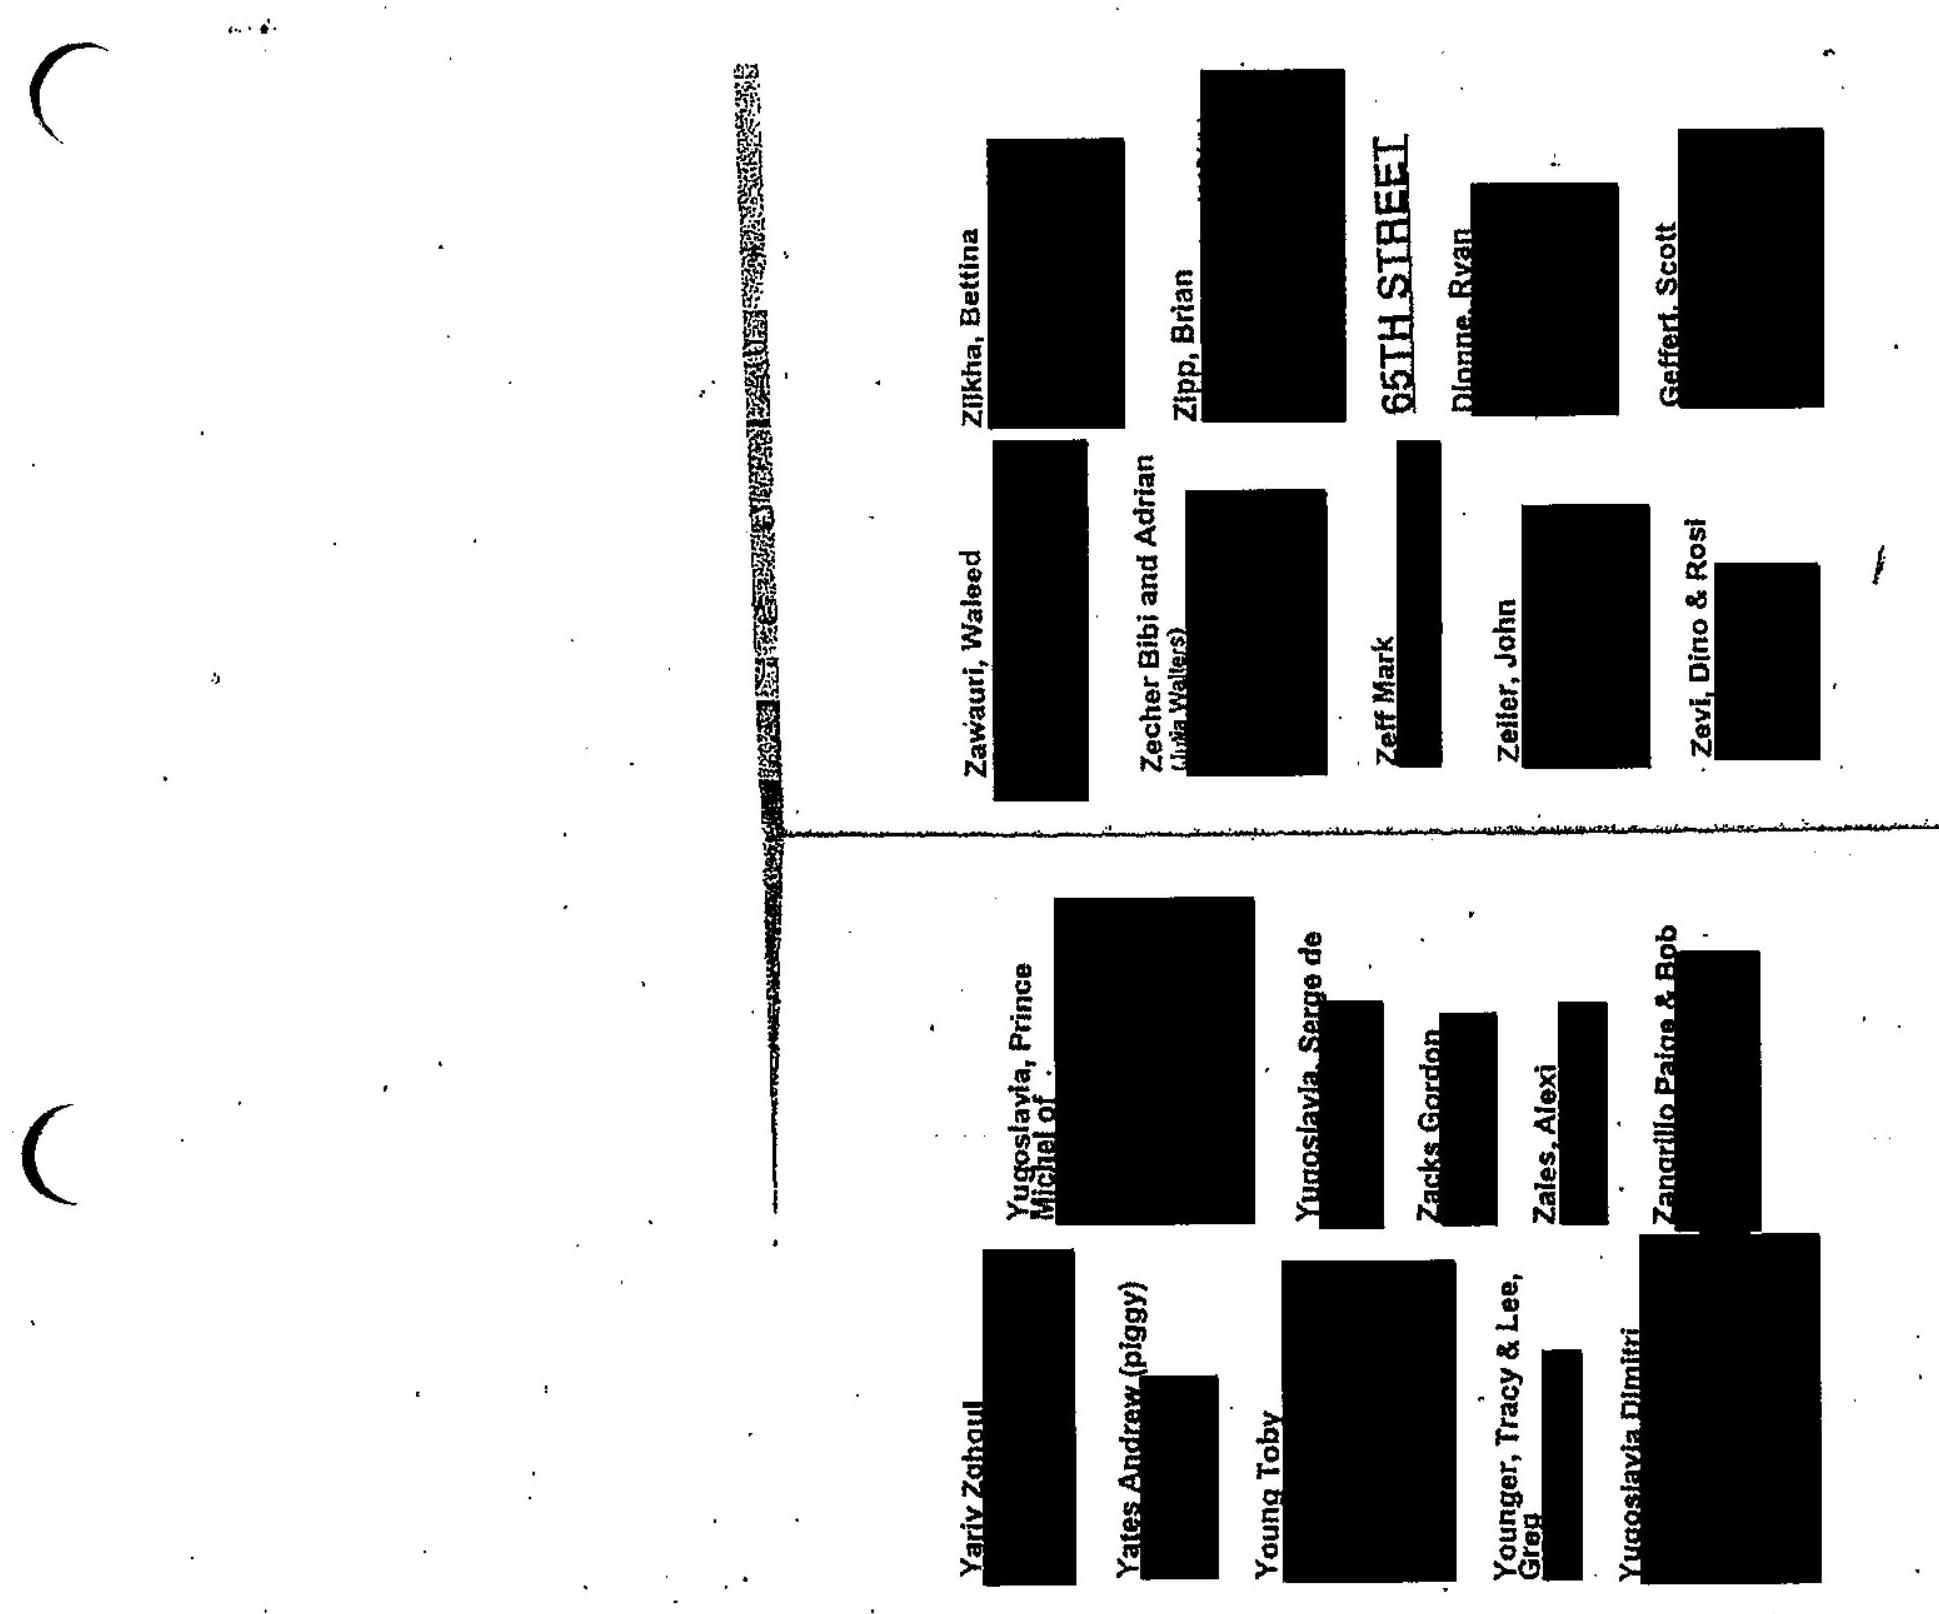 Yariv Zghoul
Yates Andrew (piggy)
Young Toby
Younger, Tracy & Lee,
Greg
Yugoslavia Dimitri
Yugoslavia, Prince
Michel of
Yugoslavia, Serge de
Zacks Gordon
Zales, Alexi
Zangrillo Paige & Bob
Zawauri, Waleed
Zecher Bibi and Adrian
(Julia Walters)
Zeff Mark
Zeiler, John
Zevi, Dino & Rosi
Zilkha, Bettina
Zipp, Brian
65TH STREET
Dionne, Ryan
Geffert, Scott